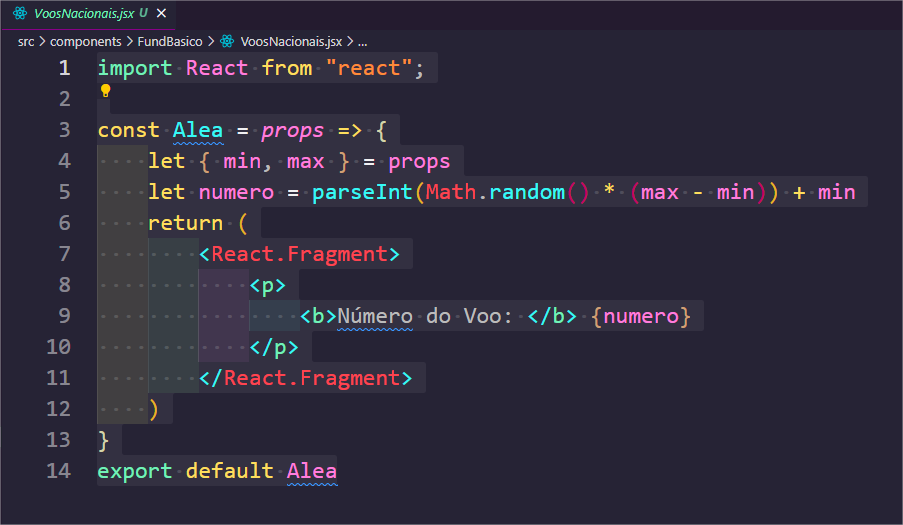 VoosNacionais.jsx U ×
src > components > FundBasico > VoosNacionais.jsx > ...
1 import React from "react";
2
3 const Alea = props => {
4     let { min, max } = props
5     let numero = parseInt(Math.random() * (max - min)) + min
6     return (
7         <React.Fragment>
8             <p>
9                 <b>Número do Voo: </b> {numero}
10             </p>
11         </React.Fragment>
12     )
13 }
14 export default Alea